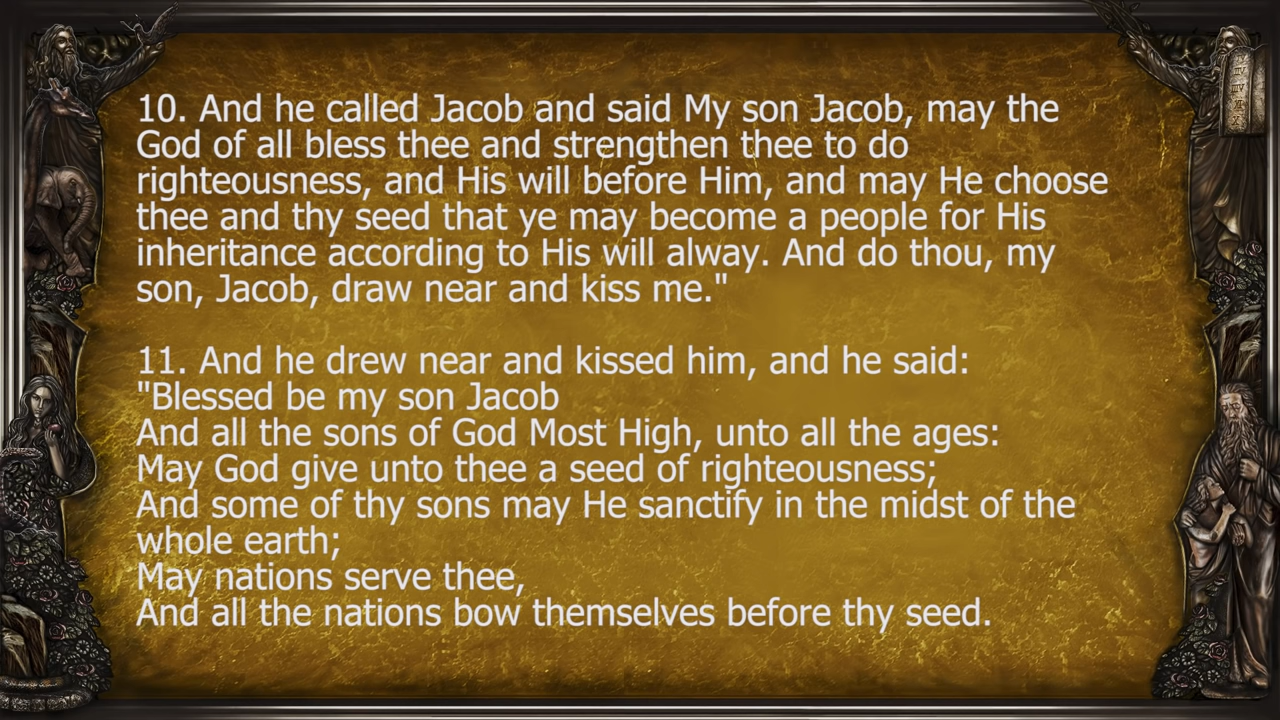 10. And he called Jacob and said My son Jacob, may the
God of all bless thee and strengthen thee to do
righteousness, and His will before Him, and may He choose
thee and thy seed that ye may become a people for His
inheritance according to His will alway. And do thou, my
son, Jacob, draw near and kiss me."
11. And he drew near and kissed him, and he said:
"Blessed be my son Jacob
And all the sons of God Most High, unto all the ages:
May God give unto thee a seed of righteousness;
And some of thy sons may He sanctify in the midst of the
whole earth;
May nations serve thee,
And all the nations bow themselves before thy seed.